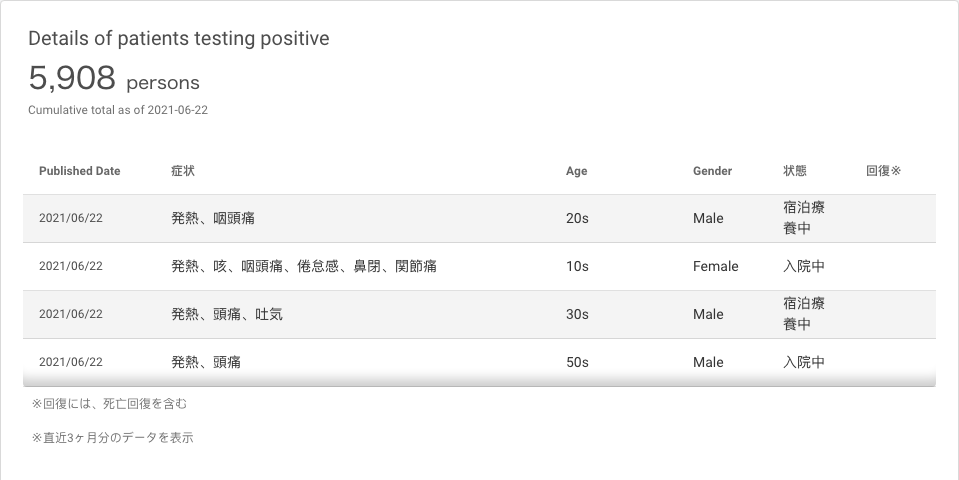 Details of patients testing positive
5,908 persons
Cumulative total as of 2021-06-22
Published Date 症状 Age Gender 状態 回復※
2021/06/22 発熱、咽頭痛 20s Male 宿泊療
養中
2021/06/22 発熱、咳、咽頭痛、倦怠感、鼻閉、関節痛 10s Female 入院中
2021/06/22 発熱、頭痛、吐気 30s Male 宿泊療
養中
2021/06/22 発熱、頭痛 50s Male 入院中
※回復には、死亡回復を含む
※直近3ヶ月分のデータを表示